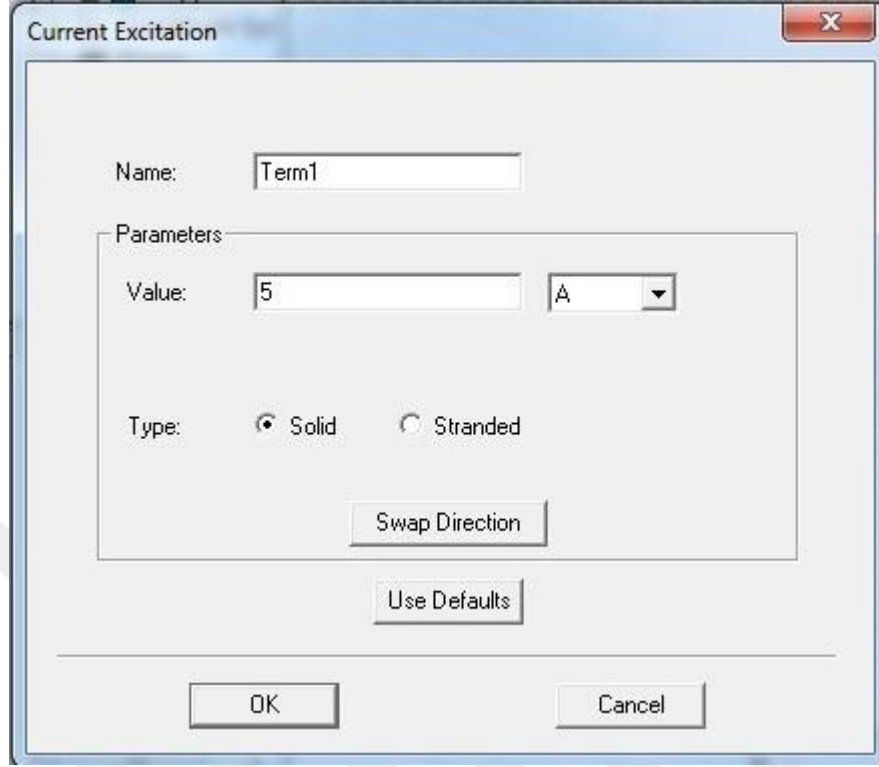 Current Excitation
Name: Term1
Parameters
Value: 5 A
Type: Solid Stranded
Swap Direction
Use Defaults
OK Cancel